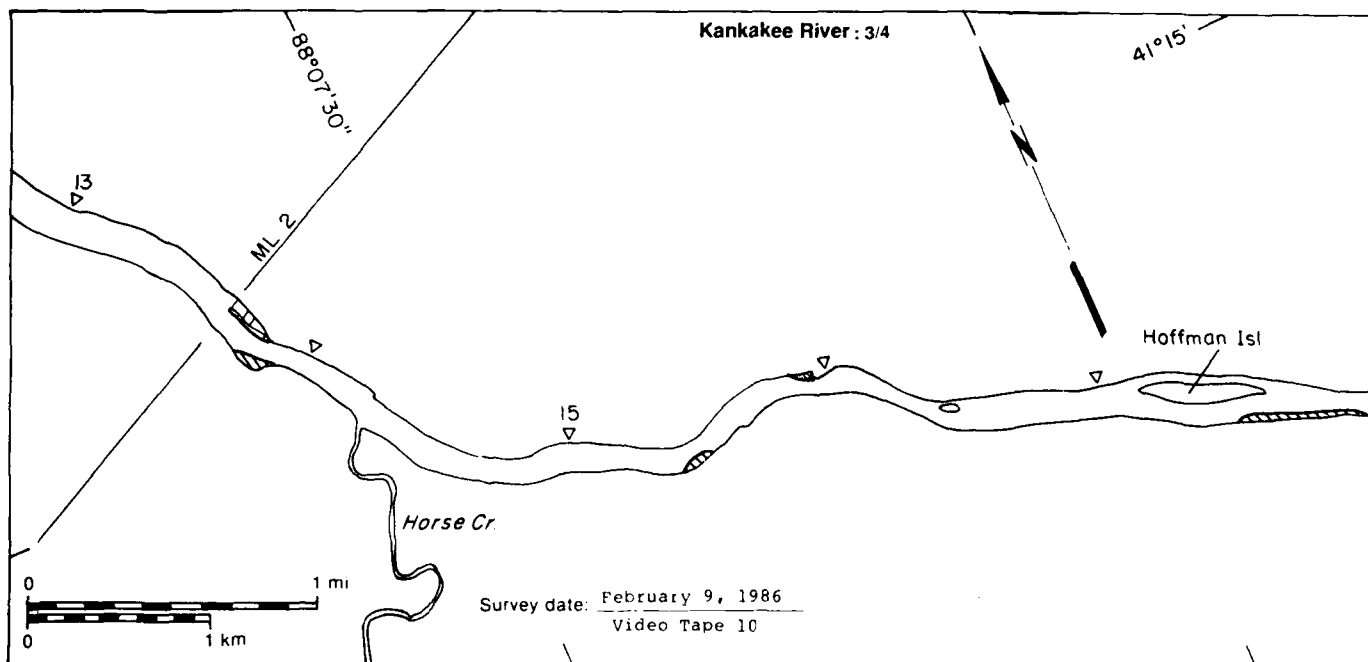 Kankakee River : 3/4
88°07'30"
41°15'
N
13
ML 2
Hoffman Isl
15
Horse Cr.
0 1 mi
0 1 km
Survey date: February 9, 1986
Video Tape 10